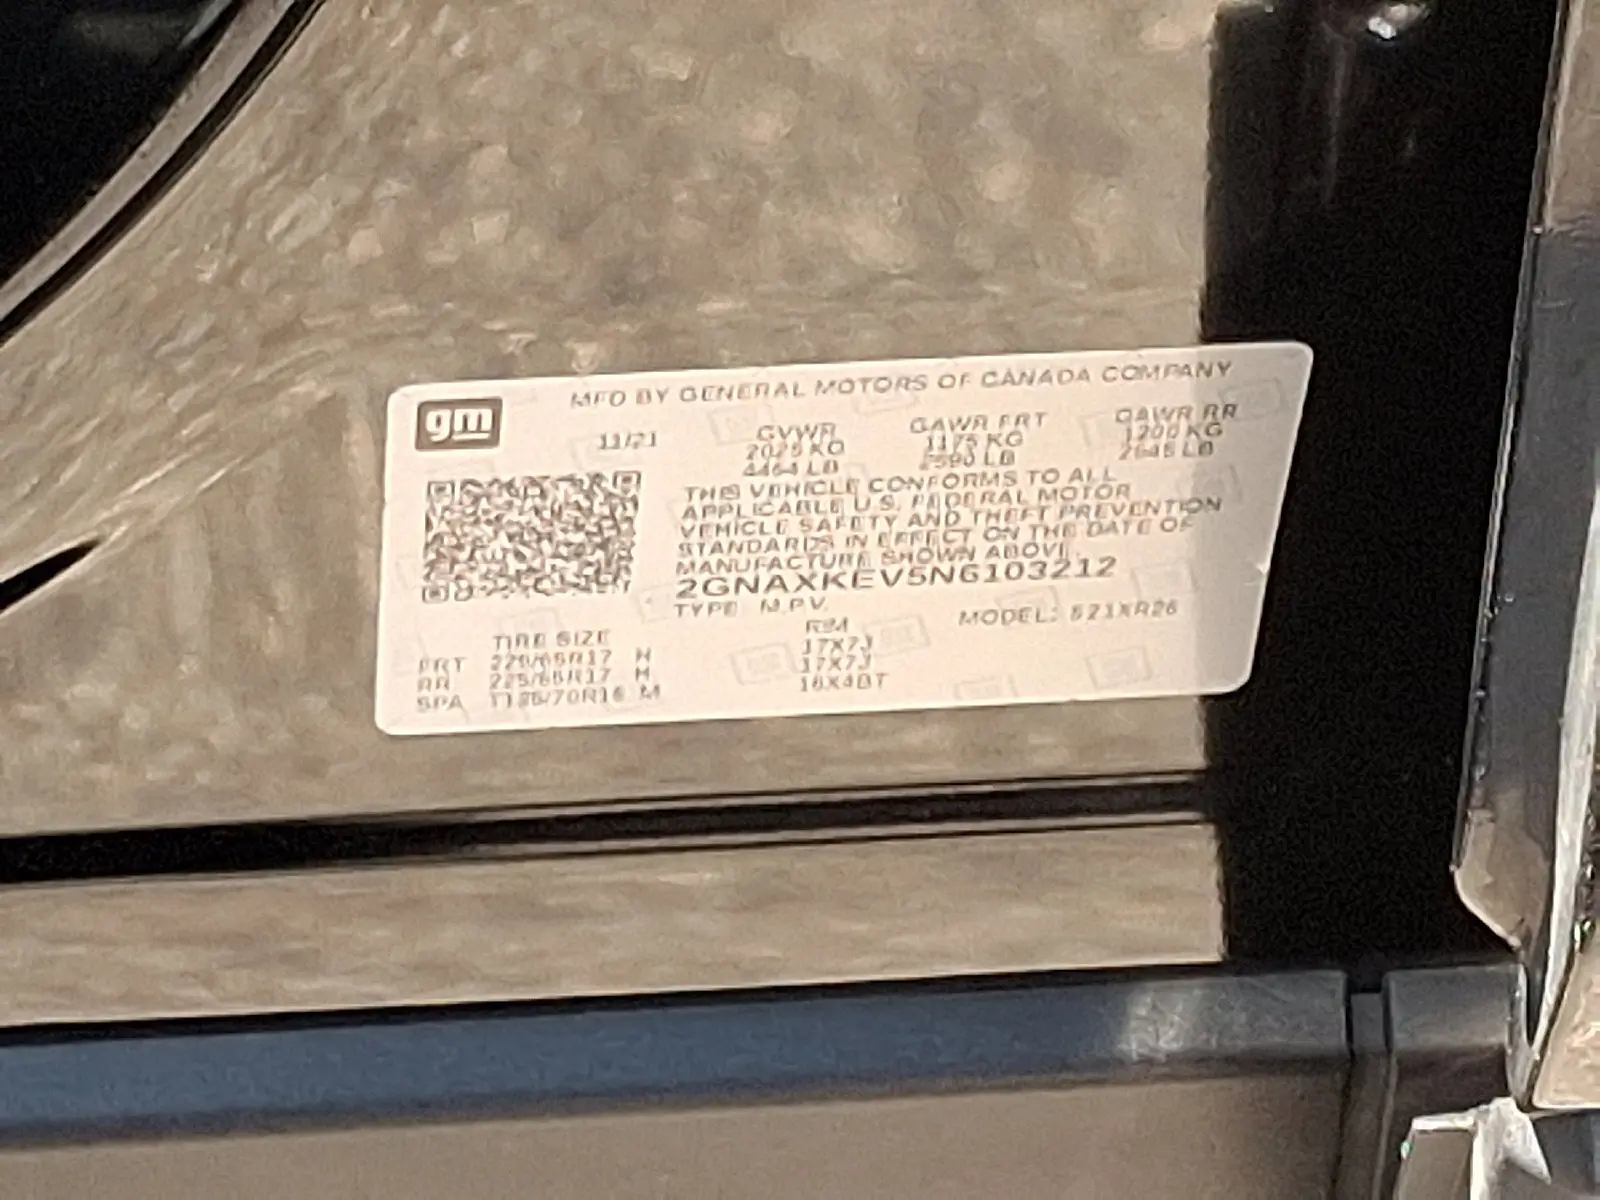 gm
MFD BY GENERAL MOTORS OF CANADA COMPANY
11/21 GVWR GAWR FRT GAWR RR
2025 KG 1175 KG 1200 KG
4464 LB 2590 LB 2645 LB
THIS VEHICLE CONFORMS TO ALL
APPLICABLE U.S. FEDERAL MOTOR
VEHICLE SAFETY AND THEFT PREVENTION
STANDARDS IN EFFECT ON THE DATE OF
MANUFACTURE SHOWN ABOVE.
2GNAXKEV5N6103212
TYPE: M.P.V.
MODEL:
TIRE SIZE RIM
FRT 225/65R17 H 17X7J
RR 225/65R17 H 17X7J
SPA 16X4BT